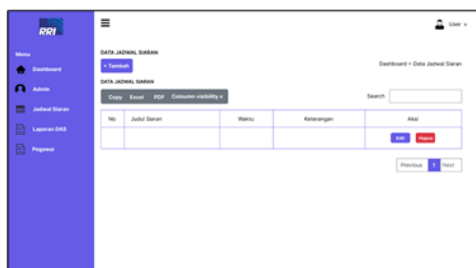 RRI
User v
Menu
Dashboard
Admin
Jadwal Siaran
Laporan DAS
Pegawai
DATA JADWAL SIARAN
+ Tambah
Dashboard > Data Jadwal Siaran
DATA JADWAL SIARAN
Copy Excel PDF Coloumn visibility v
Search
No Judul Siaran Waktu Keterangan Aksi
Edit Hapus
Previous 1 Next